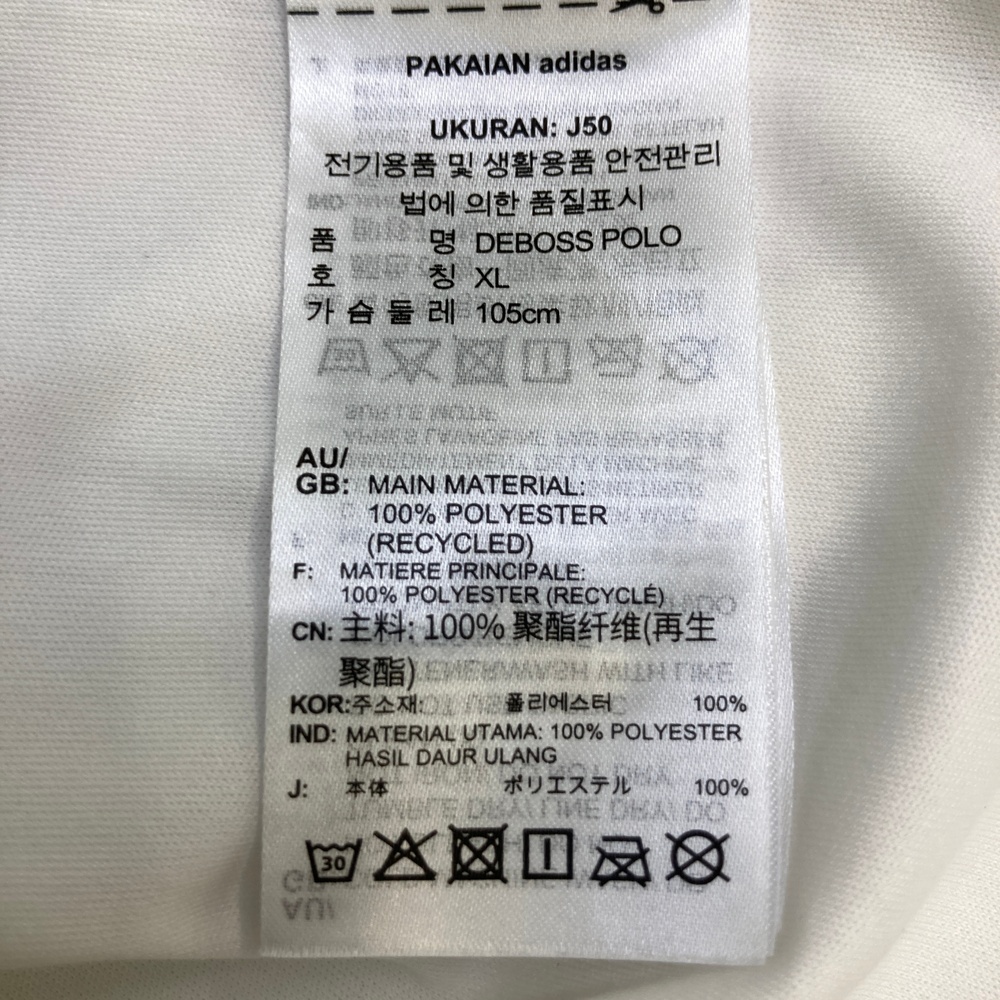 PAKAIAN adidas
UKURAN: J50
전기용품 및 생활용품 안전관리
법에 의한 품질표시
품 명 DEBOSS POLO
호 칭 XL
가 슴 둘 레 105cm
AU/
GB: MAIN MATERIAL:
100% POLYESTER
(RECYCLED)
F: MATIERE PRINCIPALE:
100% POLYESTER (RECYCLÉ)
CN: 主料: 100% 聚酯纤维(再生
聚酯)
KOR:주소재: 폴리에스터 100%
IND: MATERIAL UTAMA: 100% POLYESTER
HASIL DAUR ULANG
J: 本体 ポリエステル 100%
30